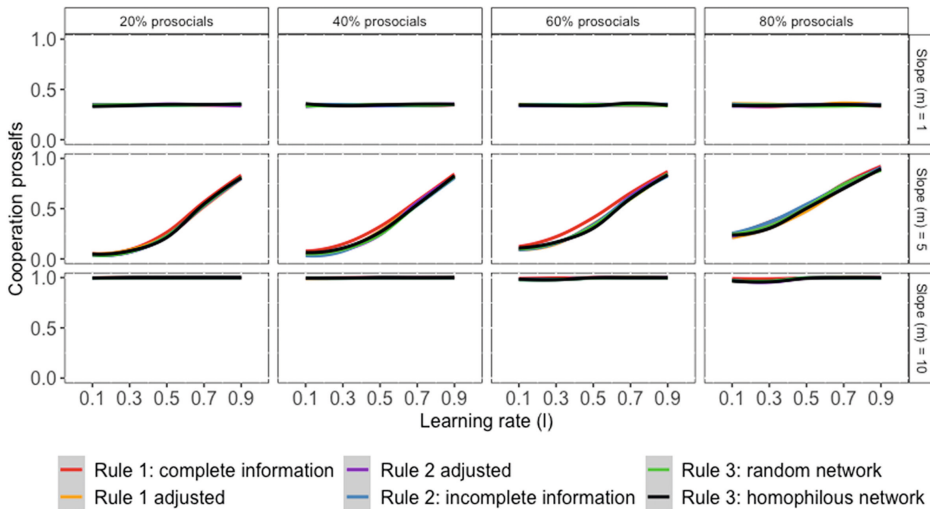 20% prosocials 40% prosocials 60% prosocials 80% prosocials
Cooperation proselfs
1.0
0.5
0.0
Slope (m) = 1
1.0
0.5
0.0
Slope (m) = 5
1.0
0.5
0.0
Slope (m) = 10
0.1 0.3 0.5 0.7 0.9 0.1 0.3 0.5 0.7 0.9 0.1 0.3 0.5 0.7 0.9 0.1 0.3 0.5 0.7 0.9
Learning rate (l)
Rule 1: complete information Rule 2 adjusted Rule 3: random network
Rule 1 adjusted Rule 2: incomplete information Rule 3: homophilous network